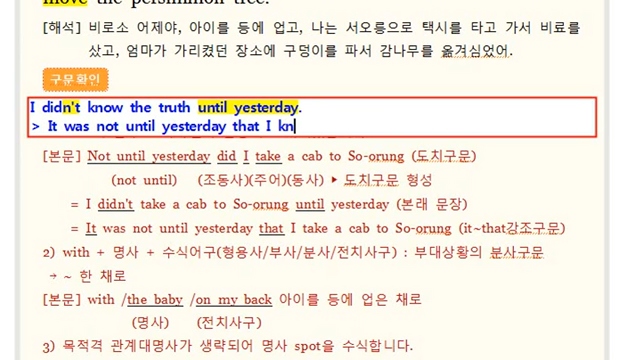 move the persimmon tree.
[해석] 비로소 어제야, 아이를 등에 업고, 나는 서오릉으로 택시를 타고 가서 비료를
샀고, 엄마가 가리켰던 장소에 구덩이를 파서 감나무를 옮겨심었어.
구문확인
I didn't know the truth until yesterday.
> It was not until yesterday that I kn
[본문] Not until yesterday did I take a cab to So-orung (도치구문)
(not until) (조동사)(주어)(동사) ▸ 도치구문 형성
= I didn't take a cab to So-orung until yesterday (본래 문장)
= It was not until yesterday that I take a cab to So-orung (it~that강조구문)
2) with + 명사 + 수식어구(형용사/부사/분사/전치사구) : 부대상황의 분사구문
→ ~ 한 채로
[본문] with /the baby /on my back 아이를 등에 업은 채로
(명사) (전치사구)
3) 목적격 관계대명사가 생략되어 명사 spot을 수식합니다.